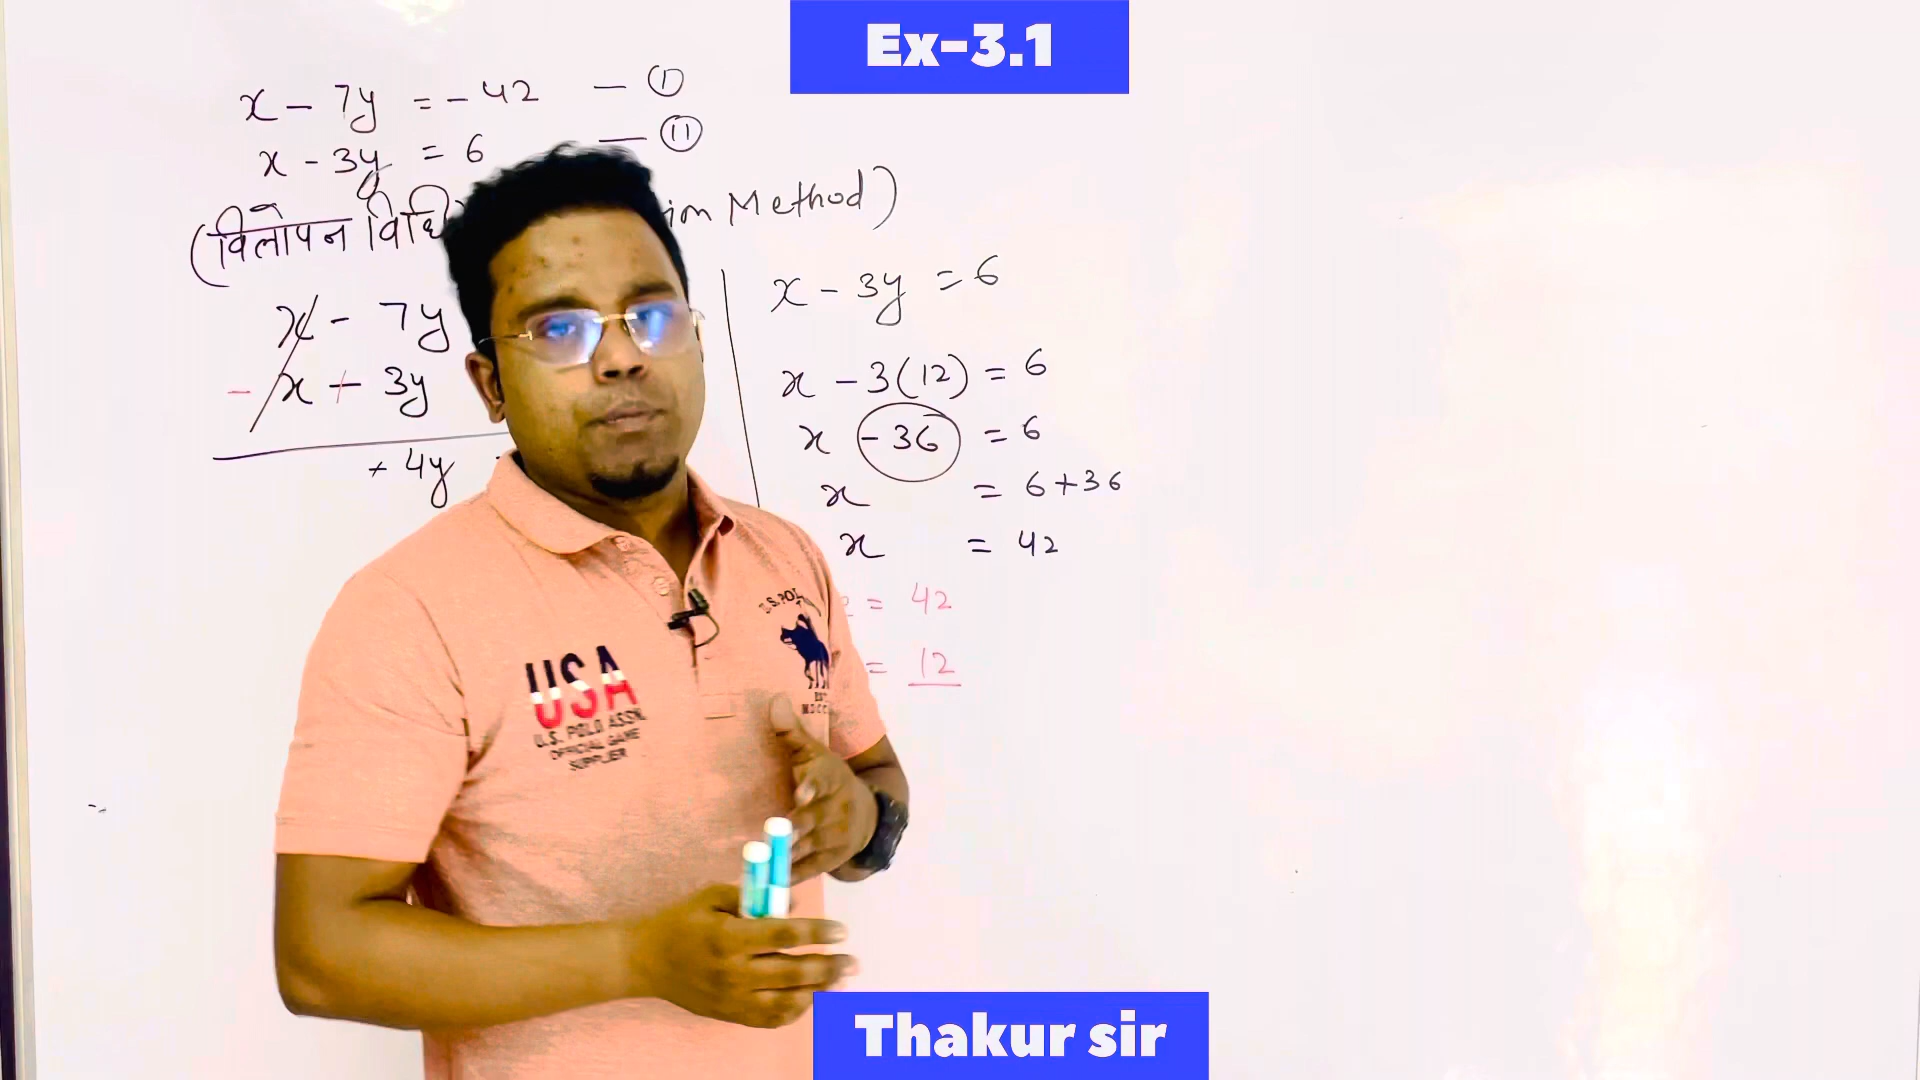 Ex-3.1
x - 7y = - 42 — (I)
x - 3y = 6 — (II)
(विलोपन विधि Method)
x - 7y
- x + 3y
+ 4y
x - 3y = 6
x - 3(12) = 6
x - 36 = 6
x = 6+36
x = 42
= 42
= 12
USA
U.S. POLO ASSN.
OFFICIAL GAME
SUPPLIER
Thakur sir